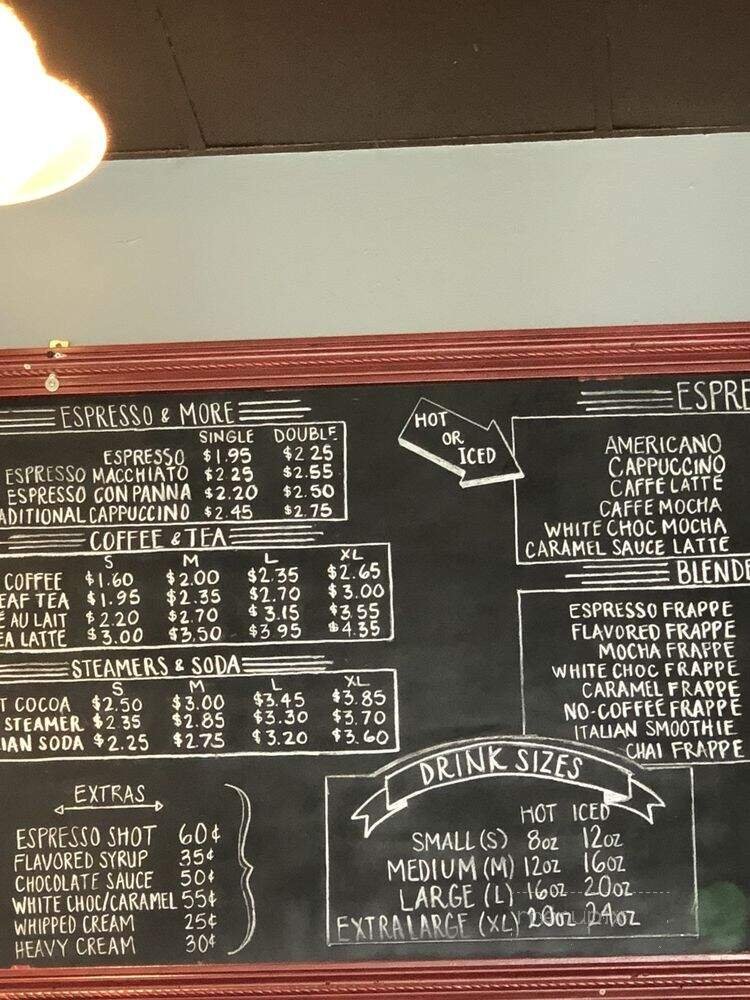 ESPRESSO & MORE
SINGLE DOUBLE
ESPRESSO $1.95 $2.25
ESPRESSO MACCHIATO $2.25 $2.55
ESPRESSO CON PANNA $2.20 $2.50
ADITIONAL CAPPUCCINO $2.45 $2.75
COFFEE & TEA
S M L XL
COFFEE $1.60 $2.00 $2.35 $2.65
EAF TEA $1.95 $2.35 $2.70 $3.00
É AU LAIT $2.20 $2.70 $3.15 $3.55
EA LATTE $3.00 $3.50 $3.95 $4.35
STEAMERS & SODA
S M L XL
T COCOA $2.50 $3.00 $3.45 $3.85
STEAMER $2.35 $2.85 $3.30 $3.70
IAN SODA $2.25 $2.75 $3.20 $3.60
EXTRAS
ESPRESSO SHOT 60¢
FLAVORED SYRUP 35¢
CHOCOLATE SAUCE 50¢
WHITE CHOC/CARAMEL 55¢
WHIPPED CREAM 25¢
HEAVY CREAM 30¢
HOT
OR
ICED
ESPRE
AMERICANO
CAPPUCCINO
CAFFE LATTE
CAFFE MOCHA
WHITE CHOC MOCHA
CARAMEL SAUCE LATTE
BLENDE
ESPRESSO FRAPPE
FLAVORED FRAPPE
MOCHA FRAPPE
WHITE CHOC FRAPPE
CARAMEL FRAPPE
NO-COFFEE FRAPPE
ITALIAN SMOOTHIE
CHAI FRAPPE
DRINK SIZES
HOT ICED
SMALL (S) 8oz 12oz
MEDIUM (M) 12oz 16oz
LARGE (L) 16oz 20oz
EXTRA LARGE (XL) 20oz 24oz